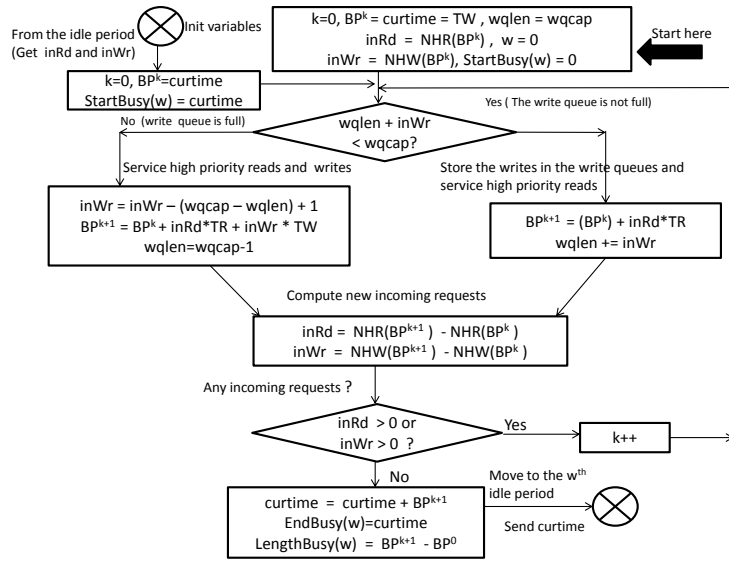 From the idle period
(Get inRd and inWr)
Init variables
k=0, BP^k = curtime = TW , wqlen = wqcap
inRd = NHR(BP^k) , w = 0
inWr = NHW(BP^k), StartBusy(w) = 0
Start here
k=0, BP^k=curtime
StartBusy(w) = curtime
No (write queue is full)
Yes ( The write queue is not full)
wqlen + inWr
< wqcap?
Service high priority reads and writes
Store the writes in the write queues and
service high priority reads
inWr = inWr – (wqcap – wqlen) + 1
BP^k+1 = BP^k + inRd*TR + inWr * TW
wqlen=wqcap-1
BP^k+1 = (BP^k) + inRd*TR
wqlen += inWr
Compute new incoming requests
inRd = NHR(BP^k+1) - NHR(BP^k)
inWr = NHW(BP^k+1) - NHW(BP^k)
Any incoming requests ?
inRd > 0 or
inWr > 0 ?
Yes
k++
No
curtime = curtime + BP^k+1
EndBusy(w)=curtime
LengthBusy(w) = BP^k+1 - BP^0
Move to the w^th
idle period
Send curtime